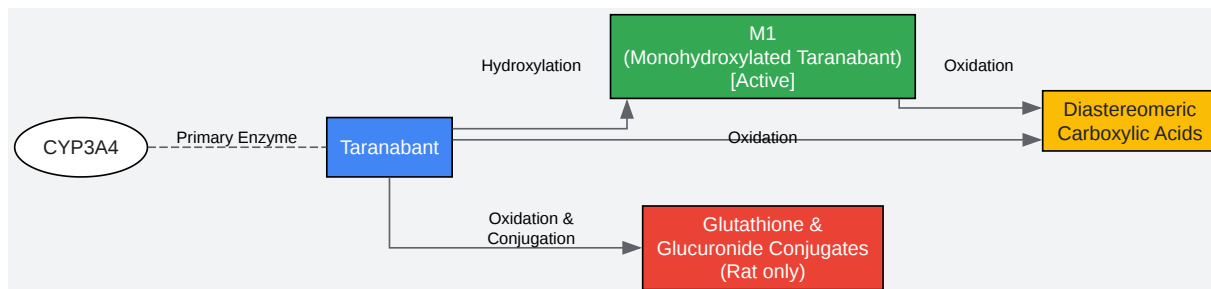 M1
(Monohydroxylated Taranabant)
[Active]
Hydroxylation
Oxidation
Diastereomeric
Carboxylic Acids
CYP3A4
Primary Enzyme
Taranabant
Oxidation
Oxidation &
Conjugation
Glutathione &
Glucuronide Conjugates
(Rat only)